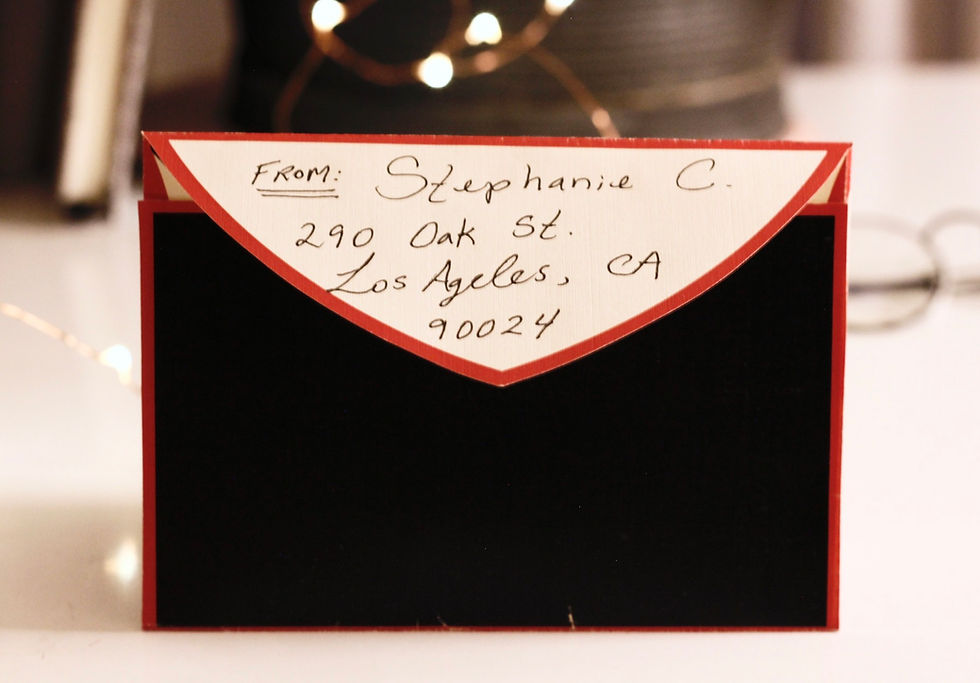 FROM: Stephanie C.
290 Oak St.
Los Ageles, CA
90024